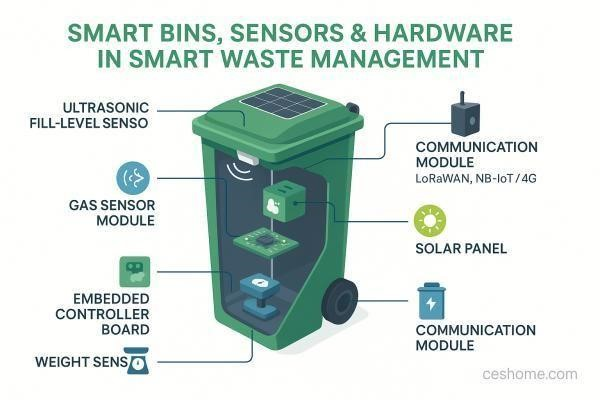 SMART BINS, SENSORS & HARDWARE
IN SMART WASTE MANAGEMENT
ULTRASONIC
FILL-LEVEL SENSO
GAS SENSOR
MODULE
EMBEDDED
CONTROLLER
BOARD
WEIGHT SENS
COMMUNICATION
MODULE
LoRaWAN, NB-IoT/4G
SOLAR PANEL
COMMUNICATION
MODULE
ceshome.com